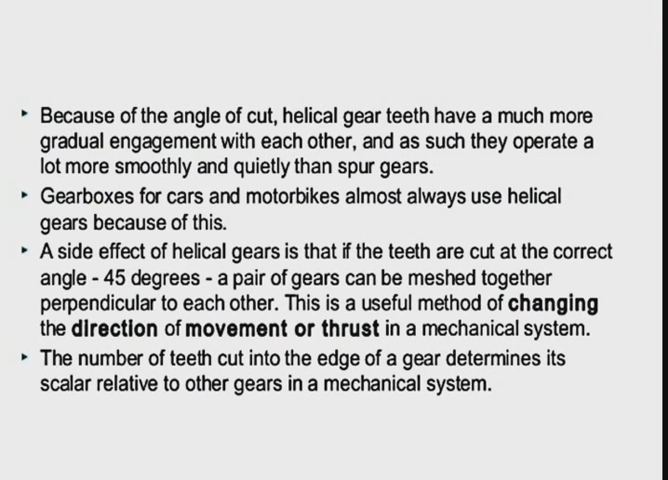 ‣ Because of the angle of cut, helical gear teeth have a much more
gradual engagement with each other, and as such they operate a
lot more smoothly and quietly than spur gears.
‣ Gearboxes for cars and motorbikes almost always use helical
gears because of this.
‣ A side effect of helical gears is that if the teeth are cut at the correct
angle - 45 degrees - a pair of gears can be meshed together
perpendicular to each other. This is a useful method of changing
the direction of movement or thrust in a mechanical system.
‣ The number of teeth cut into the edge of a gear determines its
scalar relative to other gears in a mechanical system.